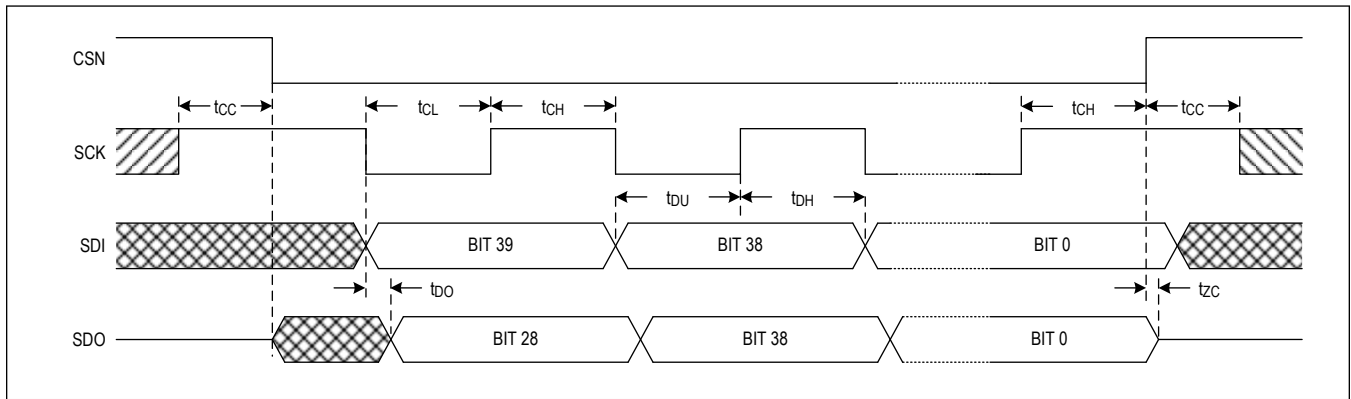 CSN
tCC tCL tCH tCH tCC
SCK
tDU tDH
SDI BIT 39 BIT 38 BIT 0
tDO tZC
SDO BIT 28 BIT 38 BIT 0